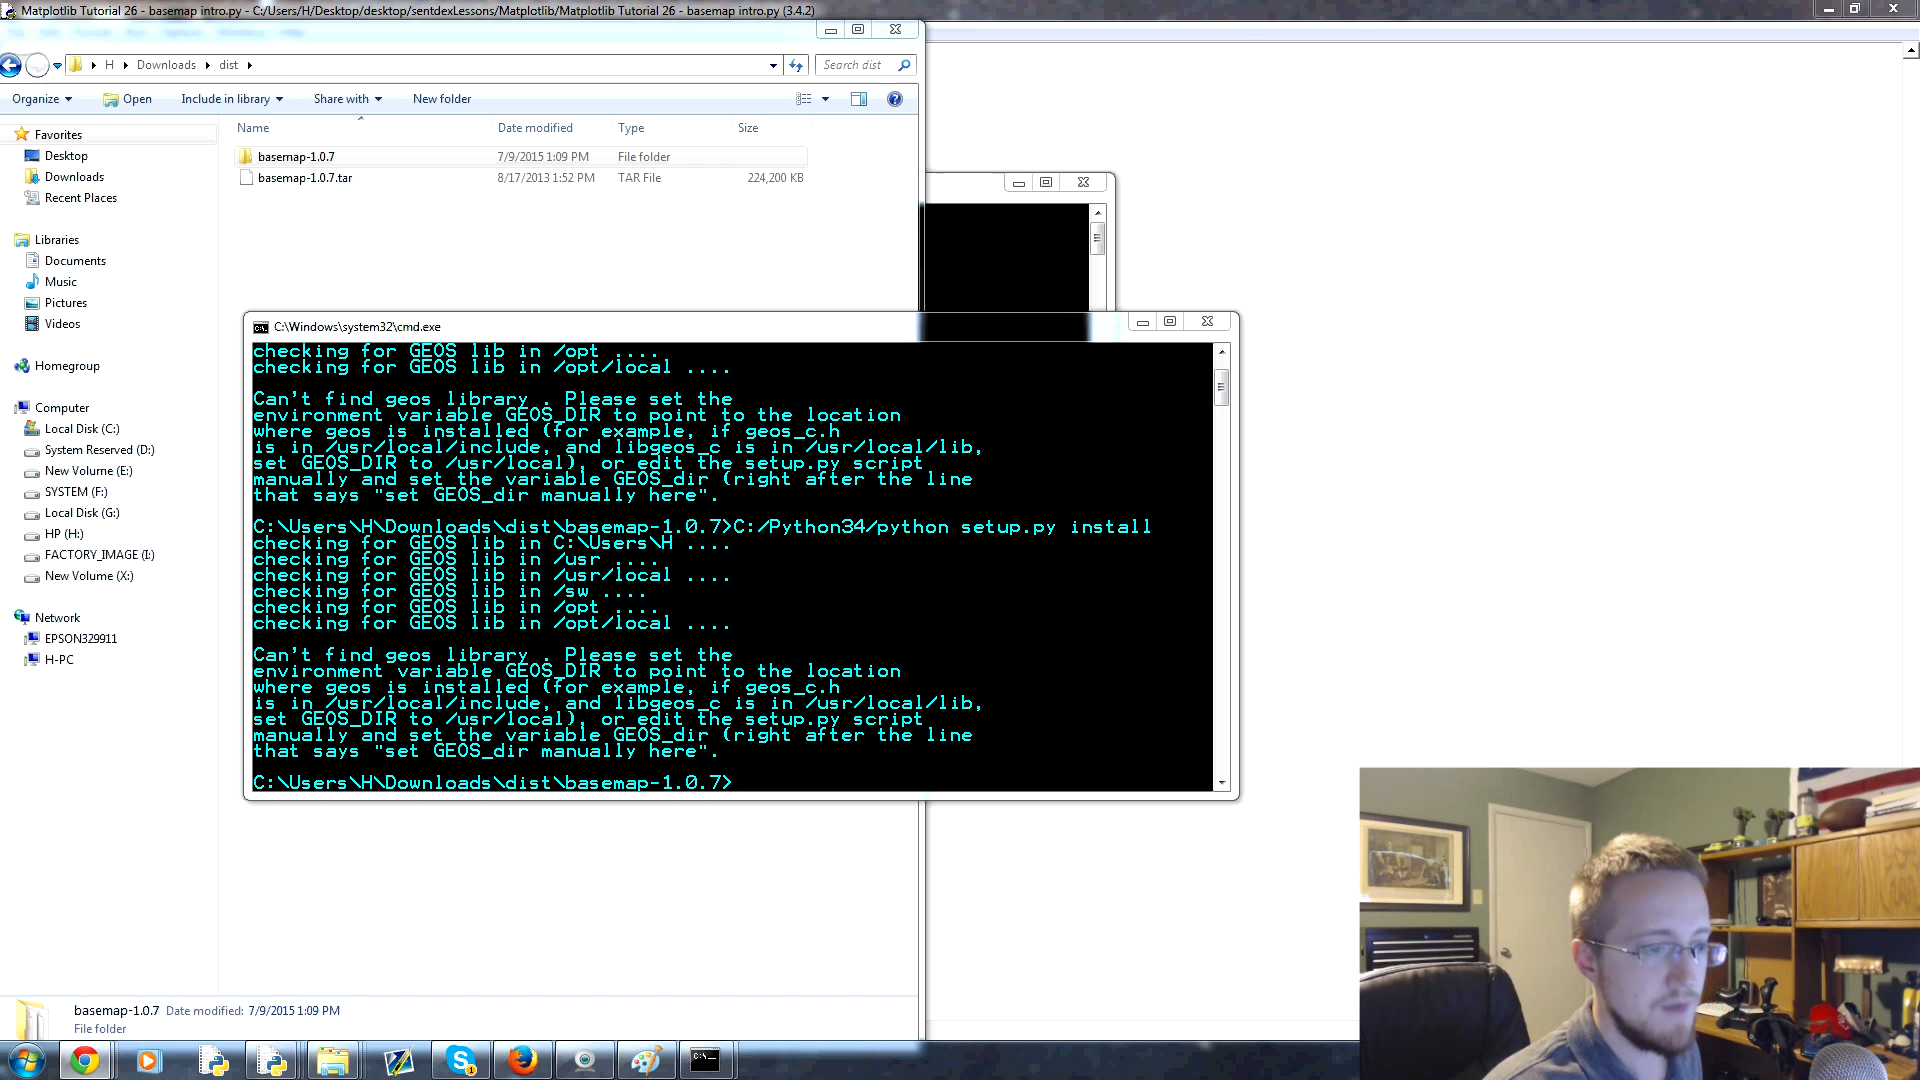 Matplotlib Tutorial 26 - basemap intro.py - C:/Users/H/Desktop/desktop/sentdexLessons/Matplotlib/Matplotlib Tutorial 26 - basemap intro.py (3.4.2)
H
Downloads
dist
Search dist
Organize
Open
Include in library
Share with
New folder
Name
Date modified
Type
Size
basemap-1.0.7
7/9/2015 1:09 PM
File folder
basemap-1.0.7.tar
8/17/2013 1:52 PM
TAR File
224,200 KB
Favorites
Desktop
Downloads
Recent Places
Libraries
Documents
Music
Pictures
Videos
Homegroup
Computer
Local Disk (C:)
System Reserved (D:)
New Volume (E:)
SYSTEM (F:)
Local Disk (G:)
HP (H:)
FACTORY_IMAGE (I:)
New Volume (X:)
Network
EPSON329911
H-PC
C:\Windows\system32\cmd.exe
checking for GEOS lib in /opt ....
checking for GEOS lib in /opt/local ....
Can't find geos library . Please set the
environment variable GEOS_DIR to point to the location
where geos is installed (for example, if geos_c.h
is in /usr/local/include, and libgeos_c is in /usr/local/lib,
set GEOS_DIR to /usr/local), or edit the setup.py script
manually and set the variable GEOS_dir (right after the line
that says "set GEOS_dir manually here".
C:\Users\H\Downloads\dist\basemap-1.0.7>C:/Python34/python setup.py install
checking for GEOS lib in C:\Users\H ....
checking for GEOS lib in /usr ....
checking for GEOS lib in /usr/local ....
checking for GEOS lib in /sw ....
checking for GEOS lib in /opt ....
checking for GEOS lib in /opt/local ....
Can't find geos library . Please set the
environment variable GEOS_DIR to point to the location
where geos is installed (for example, if geos_c.h
is in /usr/local/include, and libgeos_c is in /usr/local/lib,
set GEOS_DIR to /usr/local), or edit the setup.py script
manually and set the variable GEOS_dir (right after the line
that says "set GEOS_dir manually here".
C:\Users\H\Downloads\dist\basemap-1.0.7>
basemap-1.0.7 Date modified: 7/9/2015 1:09 PM
File folder